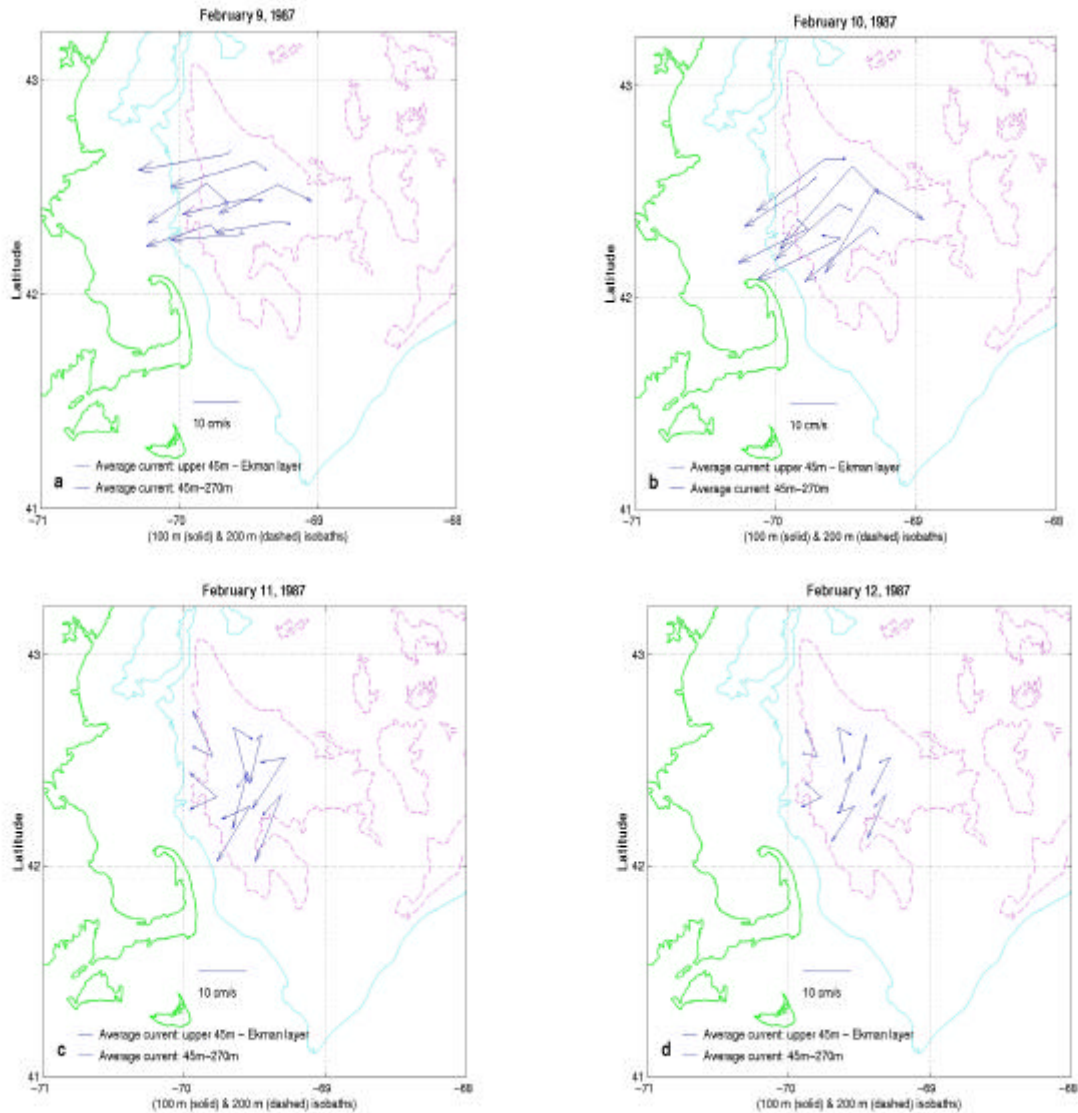 February 9, 1987
43
42
41
Latitude
10 cm/s
Average current: upper 45m − Ekman layer
a
Average current: 45m−270m
−71
−70
−69
−68
(100 m (solid) & 200 m (dashed) isobaths)
February 10, 1987
43
42
41
Latitude
10 cm/s
Average current: upper 45m − Ekman layer
b
Average current: 45m−270m
−71
−70
−69
−68
(100 m (solid) & 200 m (dashed) isobaths)
February 11, 1987
43
42
41
Latitude
10 cm/s
Average current: upper 45m − Ekman layer
c
Average current: 45m−270m
−71
−70
−69
−68
(100 m (solid) & 200 m (dashed) isobaths)
February 12, 1987
43
42
41
Latitude
10 cm/s
Average current: upper 45m − Ekman layer
d
Average current: 45m−270m
−71
−70
−69
−68
(100 m (solid) & 200 m (dashed) isobaths)